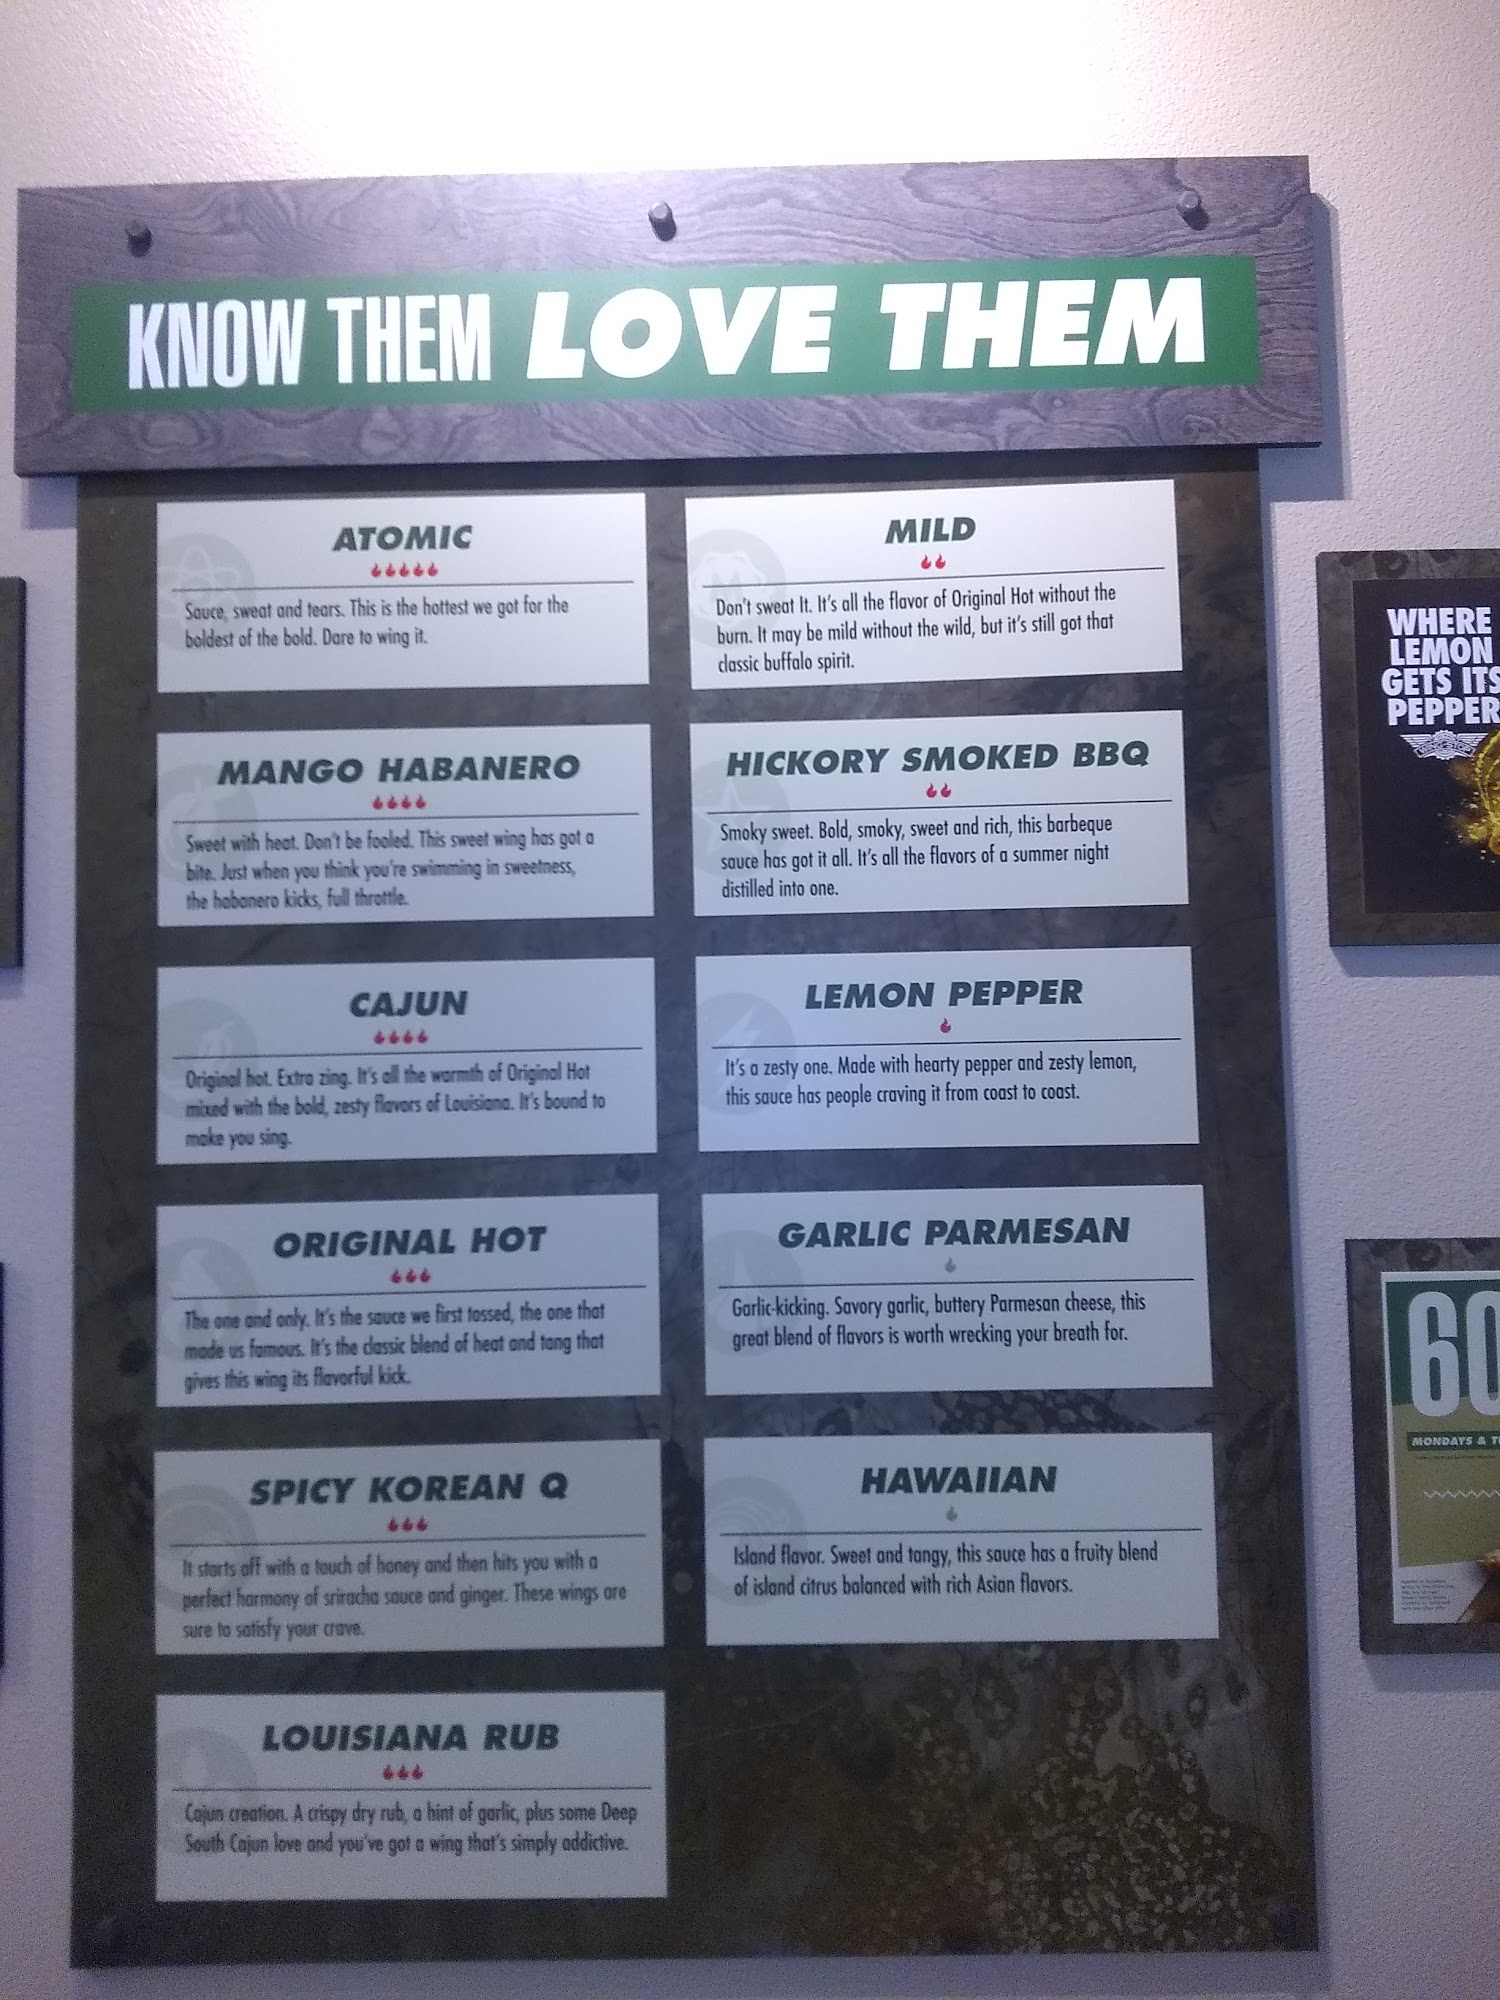 KNOW THEM LOVE THEM
ATOMIC
Sauce, sweat and tears. This is the hottest we got for the
boldest of the bold. Dare to wing it.
MANGO HABANERO
Sweet with heat. Don't be fooled. This sweet wing has got a
bite. Just when you think you're swimming in sweetness,
the habanero kicks, full throttle.
CAJUN
Original hot. Extra zing. It's all the warmth of Original Hot
mixed with the bold, zesty flavors of Louisiana. It's bound to
make you sing.
ORIGINAL HOT
The one and only. It's the sauce we first tossed, the one that
made us famous. It's the classic blend of heat and tang that
gives this wing its flavorful kick.
SPICY KOREAN Q
It starts off with a touch of honey and then hits you with a
perfect harmony of sriracha sauce and ginger. These wings are
sure to satisfy your crave.
LOUISIANA RUB
Cajun creation. A crispy dry rub, a hint of garlic, plus some Deep
South Cajun love and you've got a wing that's simply addictive.
MILD
Don't sweat It. It's all the flavor of Original Hot without the
burn. It may be mild without the wild, but it's still got that
classic buffalo spirit.
HICKORY SMOKED BBQ
Smoky sweet. Bold, smoky, sweet and rich, this barbeque
sauce has got it all. It's all the flavors of a summer night
distilled into one.
LEMON PEPPER
It's a zesty one. Made with hearty pepper and zesty lemon,
this sauce has people craving it from coast to coast.
GARLIC PARMESAN
Garlic-kicking. Savory garlic, buttery Parmesan cheese, this
great blend of flavors is worth wrecking your breath for.
HAWAIIAN
Island flavor. Sweet and tangy, this sauce has a fruity blend
of island citrus balanced with rich Asian flavors.
WHERE
LEMON
GETS ITS
PEPPER
60
MONDAYS &